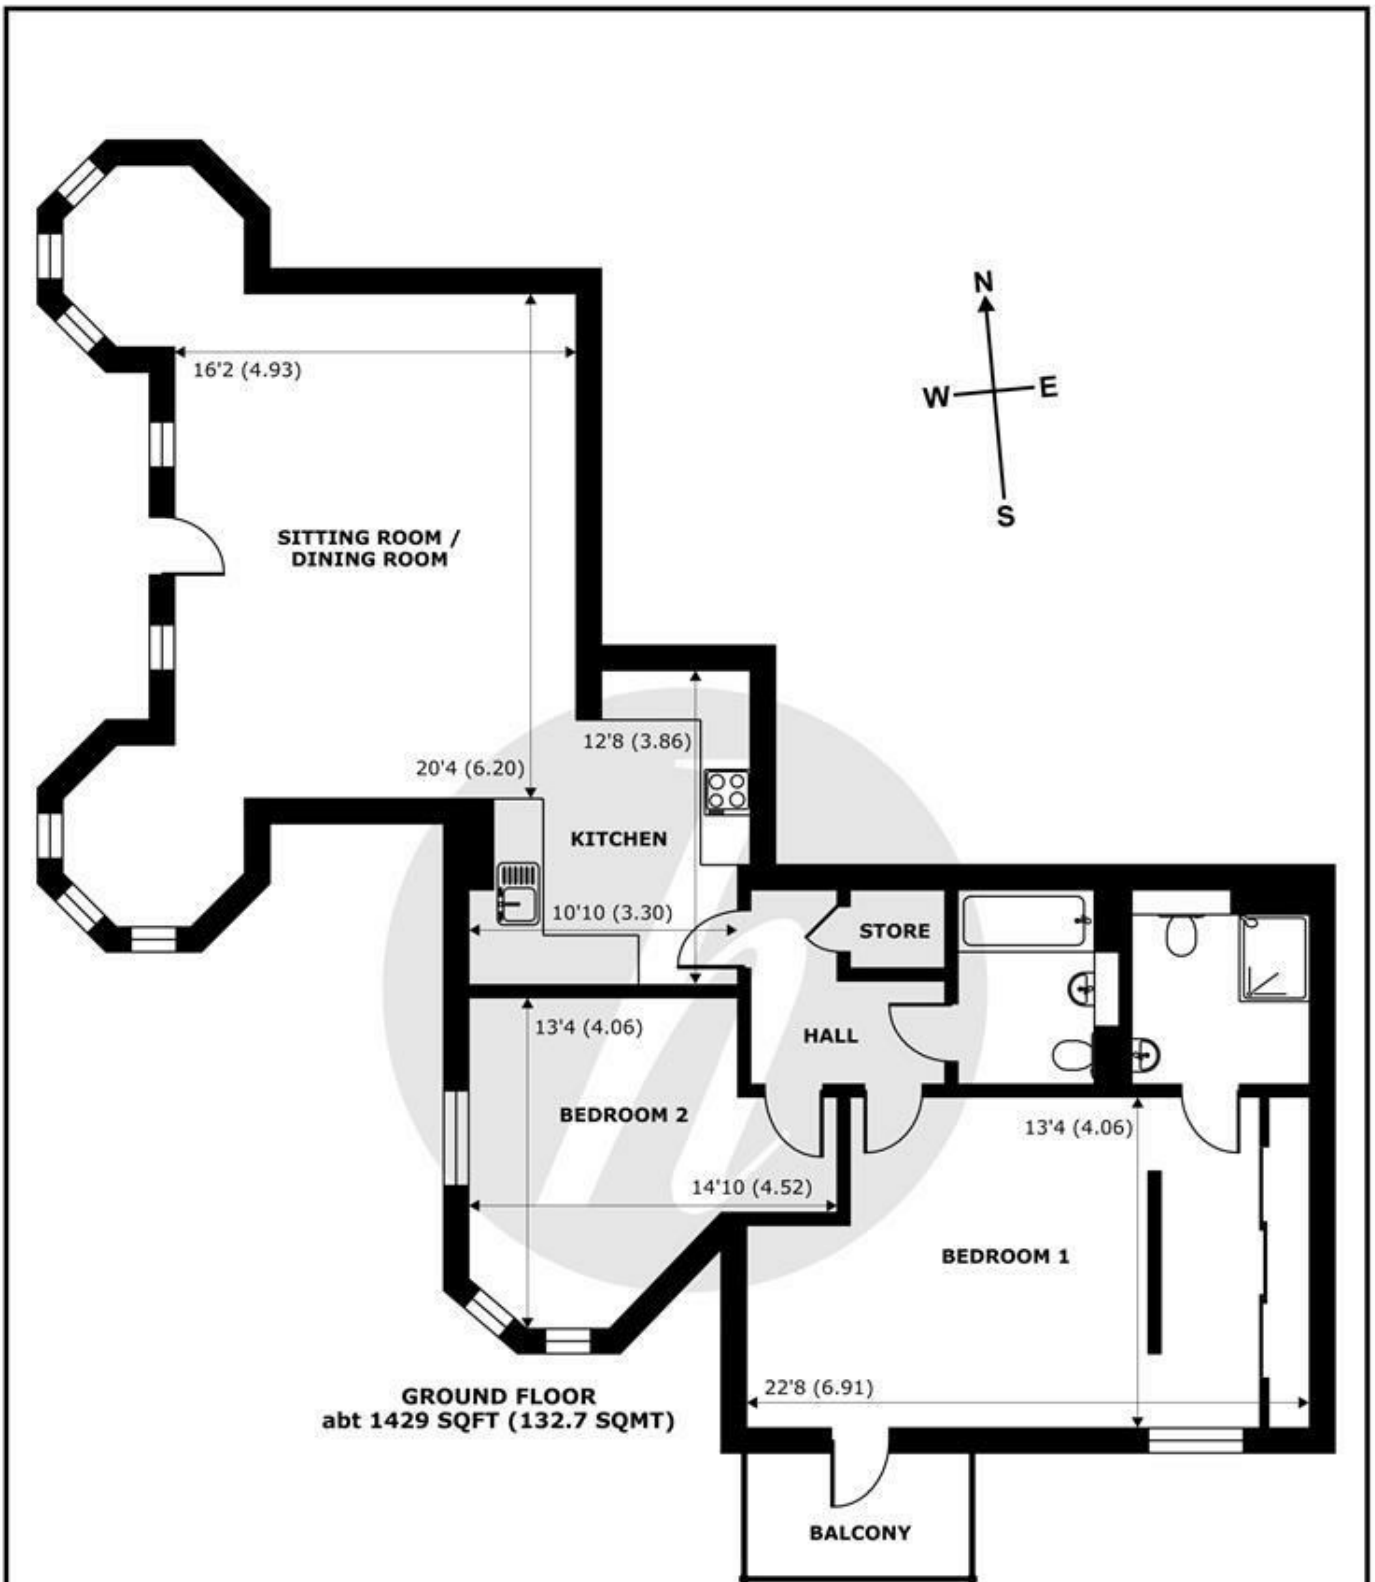 N
W E
S
16'2 (4.93)
SITTING ROOM /
DINING ROOM
12'8 (3.86)
20'4 (6.20)
KITCHEN
10'10 (3.30)
STORE
13'4 (4.06)
HALL
BEDROOM 2
13'4 (4.06)
14'10 (4.52)
BEDROOM 1
22'8 (6.91)
GROUND FLOOR
abt 1429 SQFT (132.7 SQMT)
BALCONY
h